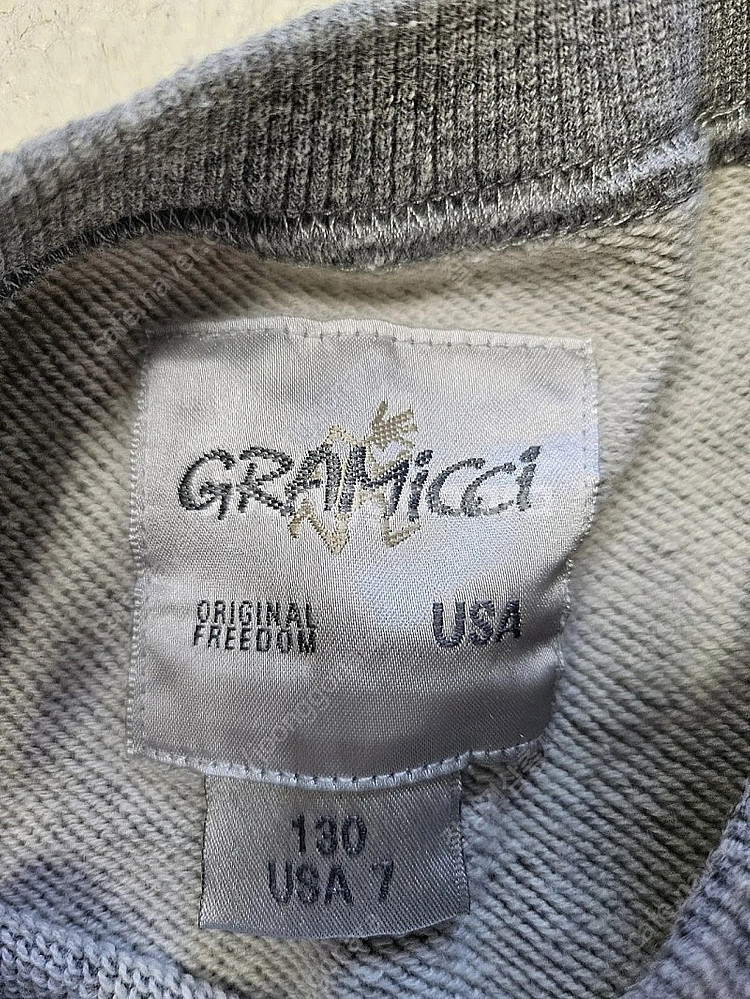 GRAMicci
ORIGINAL
FREEDOM
USA
130
USA 7